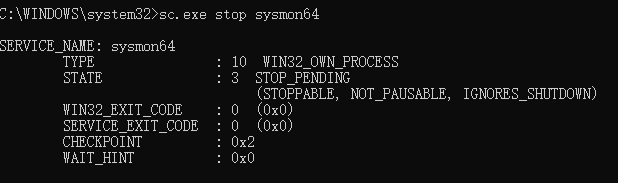 C:\WINDOWS\system32>sc.exe stop sysmon64
SERVICE_NAME: sysmon64
TYPE : 10 WIN32_OWN_PROCESS
STATE : 3 STOP_PENDING
(STOPPABLE, NOT_PAUSABLE, IGNORES_SHUTDOWN)
WIN32_EXIT_CODE : 0 (0x0)
SERVICE_EXIT_CODE : 0 (0x0)
CHECKPOINT : 0x2
WAIT_HINT : 0x0